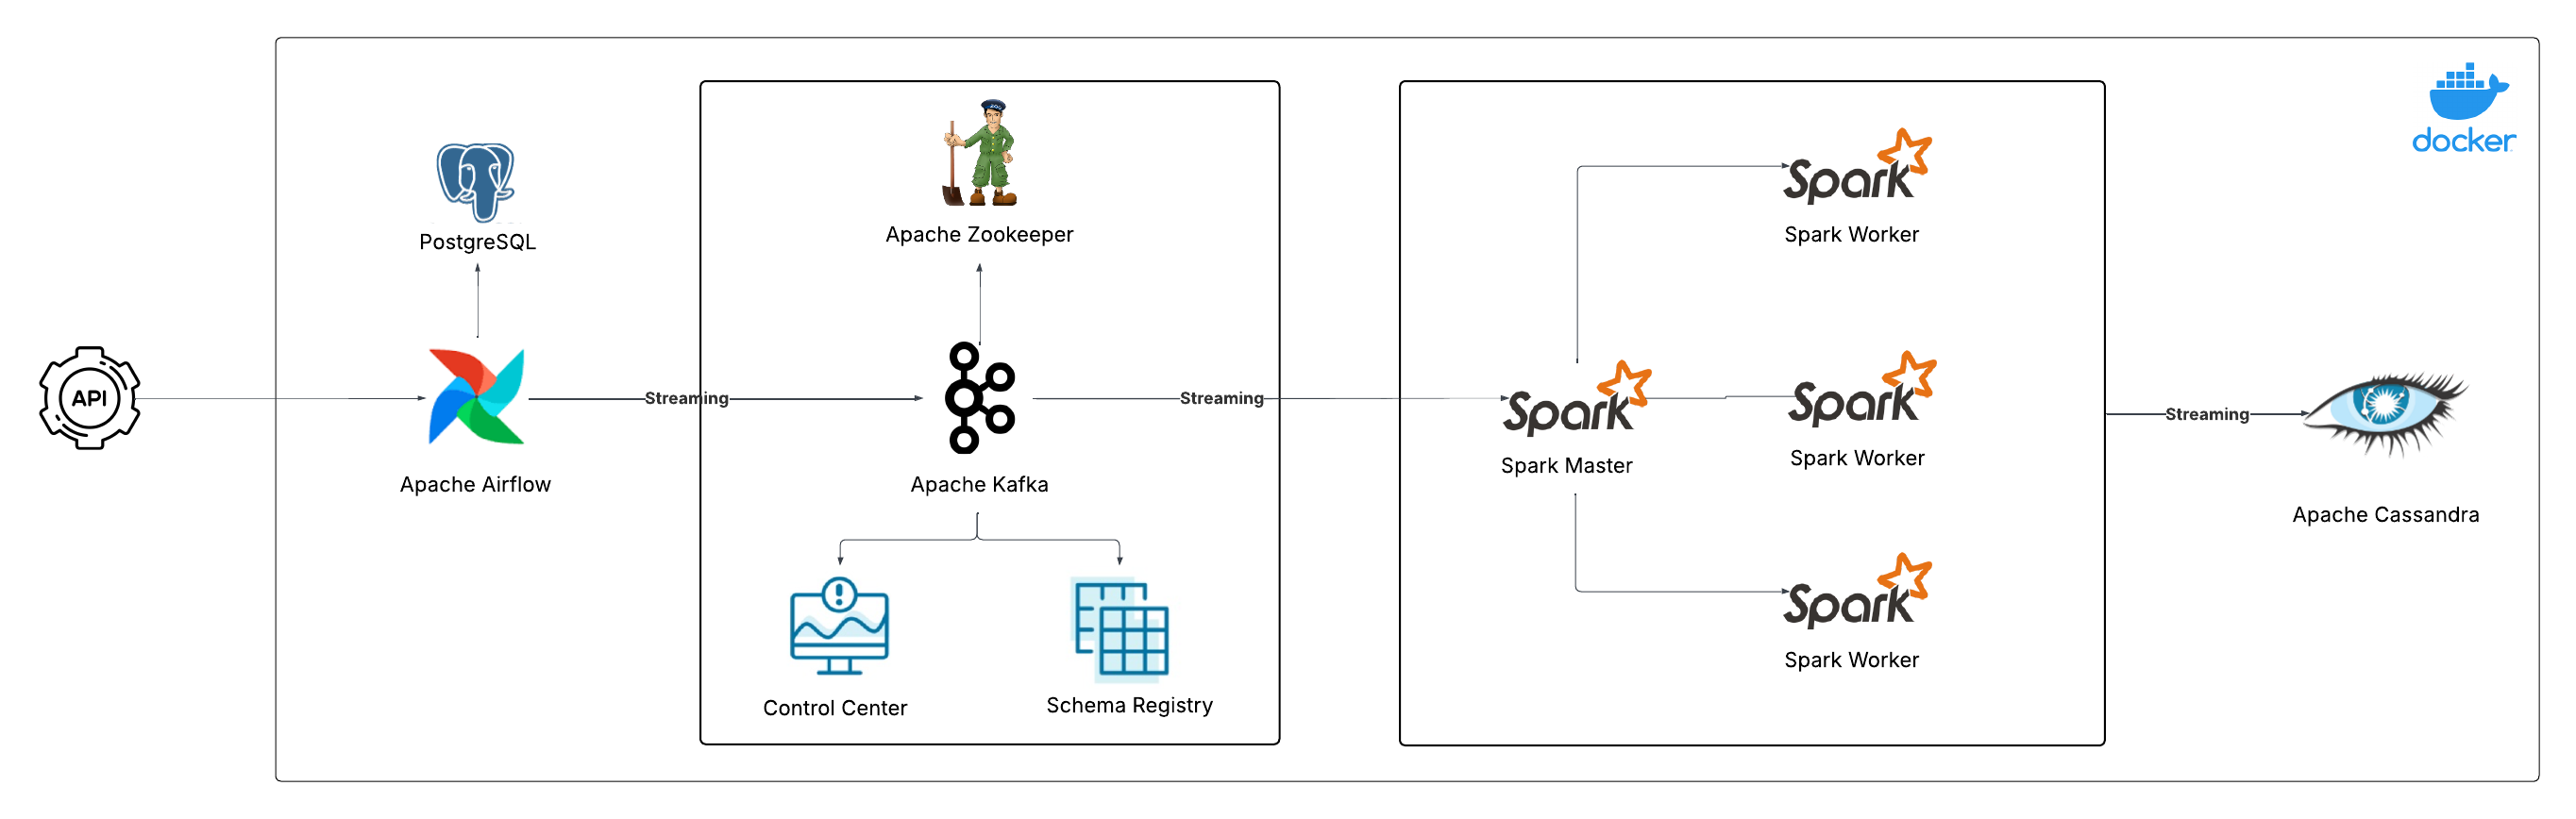 docker
Spark
PostgreSQL
Apache Zookeeper
Spark Worker
API
Streaming
Streaming
Spark
Spark
Streaming
Apache Airflow
Apache Kafka
Spark Master
Spark Worker
Apache Cassandra
Spark
Control Center
Schema Registry
Spark Worker